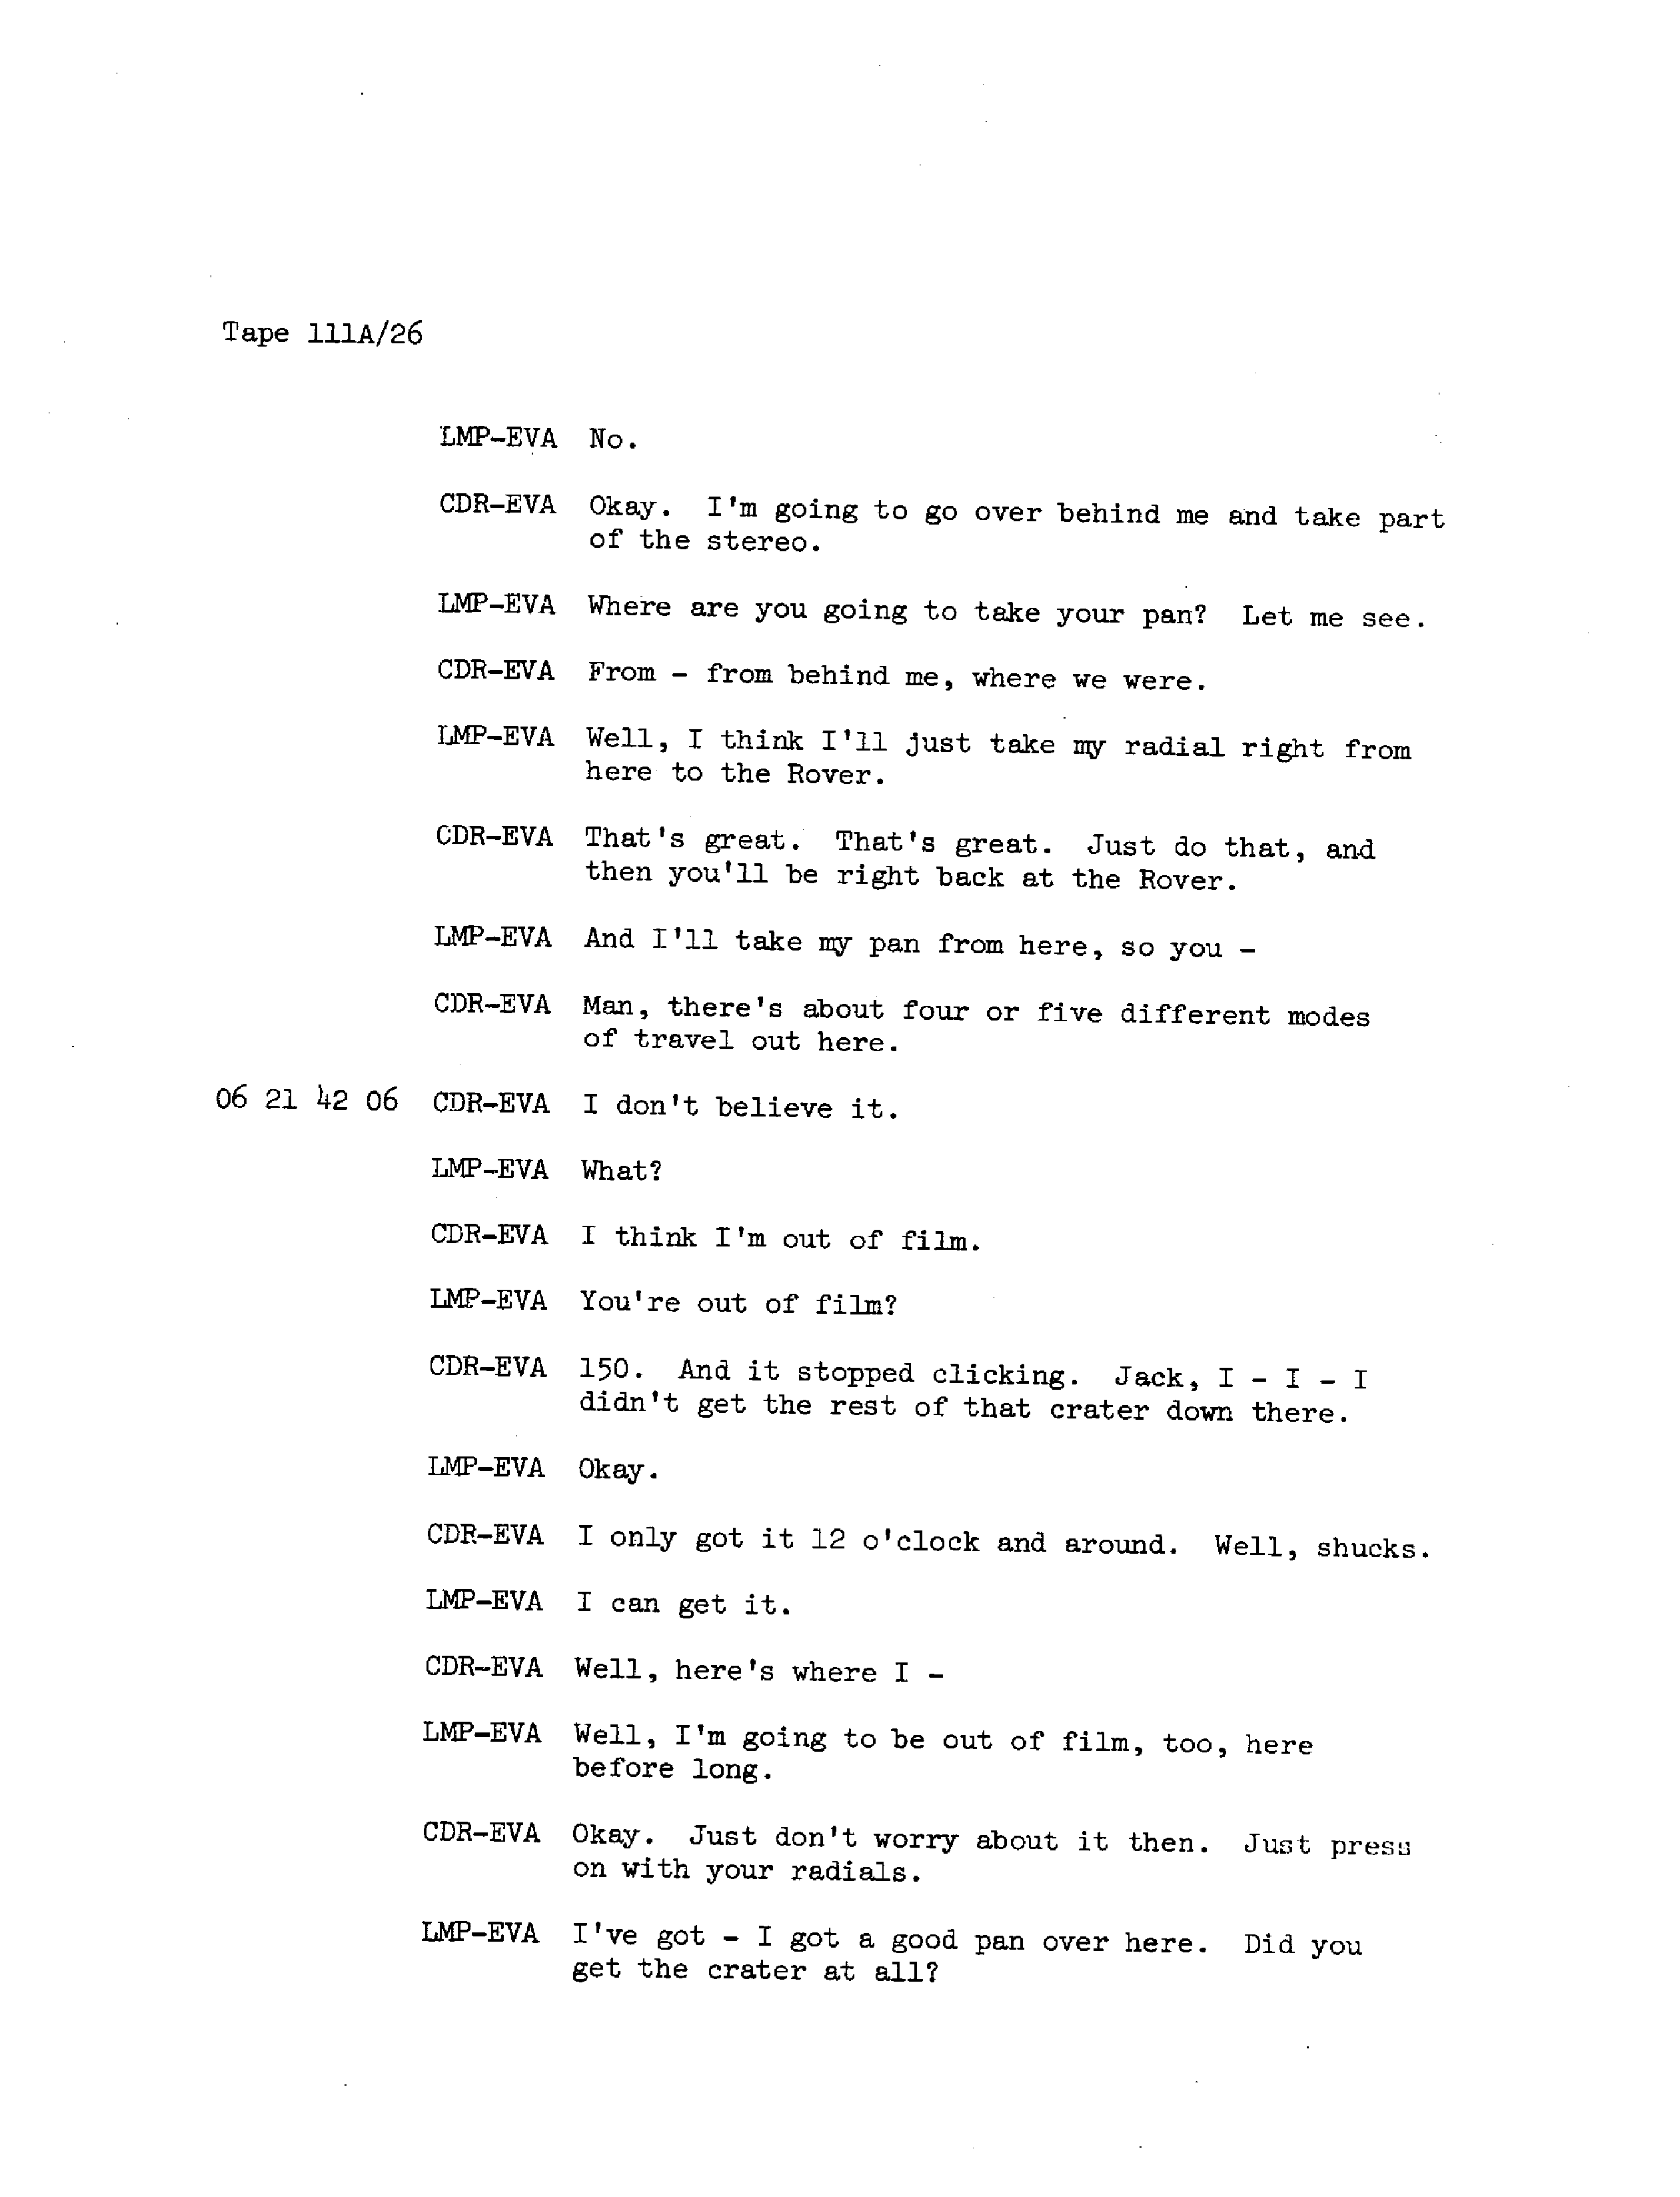 Tape 111A/26
LMP-EVA No.
CDR-EVA Okay. I'm going to go over behind me and take part
of the stereo.
LMP-EVA Where are you going to take your pan? Let me see.
CDR-EVA From - from behind me, where we were.
LMP-EVA Well, I think I'll just take my radial right from
here to the Rover.
CDR-EVA That's great. That's great. Just do that, and
then you'll be right back at the Rover.
LMP-EVA And I'll take my pan from here, so you -
CDR-EVA Man, there's about four or five different modes
of travel out here.
06 21 42 06 CDR-EVA I don't believe it.
LMP-EVA What?
CDR-EVA I think I'm out of film.
LMP-EVA You're out of film?
CDR-EVA 150. And it stopped clicking. Jack, I - I - I
didn't get the rest of that crater down there.
LMP-EVA Okay.
CDR-EVA I only got it 12 o'clock and around. Well, shucks.
LMP-EVA I can get it.
CDR-EVA Well, here's where I -
LMP-EVA Well, I'm going to be out of film, too, here
before long.
CDR-EVA Okay. Just don't worry about it then. Just press
on with your radials.
LMP-EVA I've got - I got a good pan over here. Did you
get the crater at all?